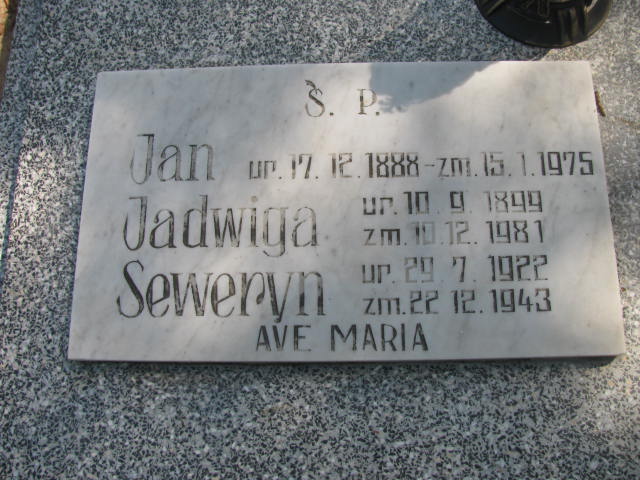 Ś. P.
Jan ur. 17. 12. 1888 - zm. 15. 1. 1975
Jadwiga ur. 10. 9. 1899
zm. 10. 12. 1981
Seweryn ur. 29. 7. 1922
zm. 22 12. 1943
AVE MARIA